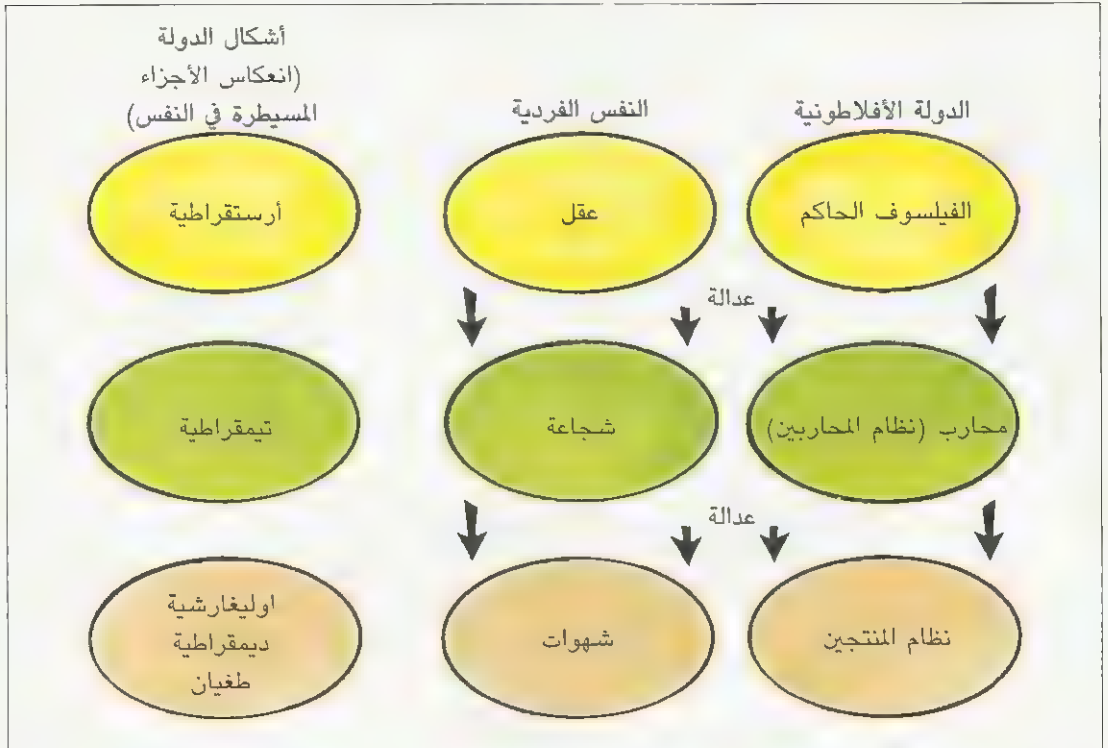 أشكال الدولة
(انعكاس الأجزاء
المسيطرة في النفس)
النفس الفردية
الدولة الأفلاطونية
الفيلسوف الحاكم
عقل
أرستقراطية
عدالة
محارب (نظام المحاربين)
شجاعة
تيمقراطية
عدالة
نظام المنتجين
شهوات
اوليغارشية
ديمقراطية
طغيان